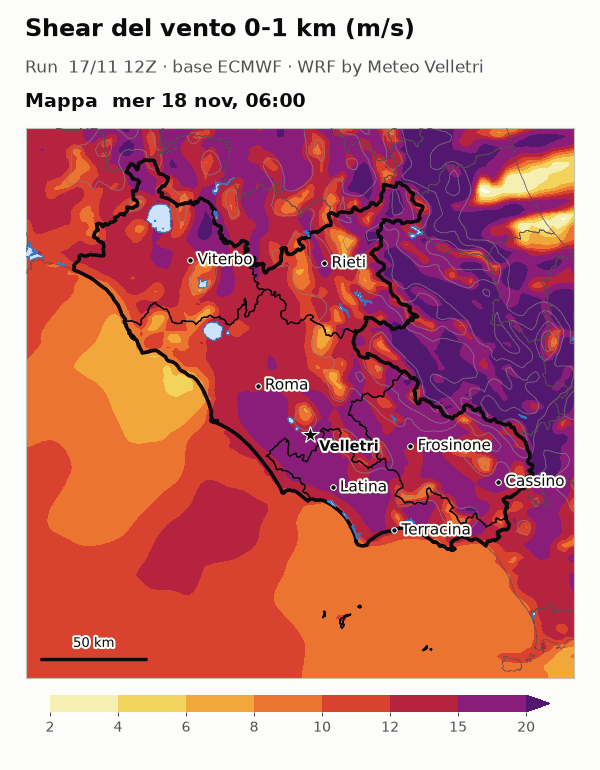 Shear del vento 0-1 km (m/s)
Run 17/11 12Z · base ECMWF · WRF by Meteo Velletri
Mappa mer 18 nov, 06:00
Viterbo
Rieti
Roma
Velletri
Frosinone
Cassino
Latina
Terracina
50 km
2 4 6 8 10 12 15 20